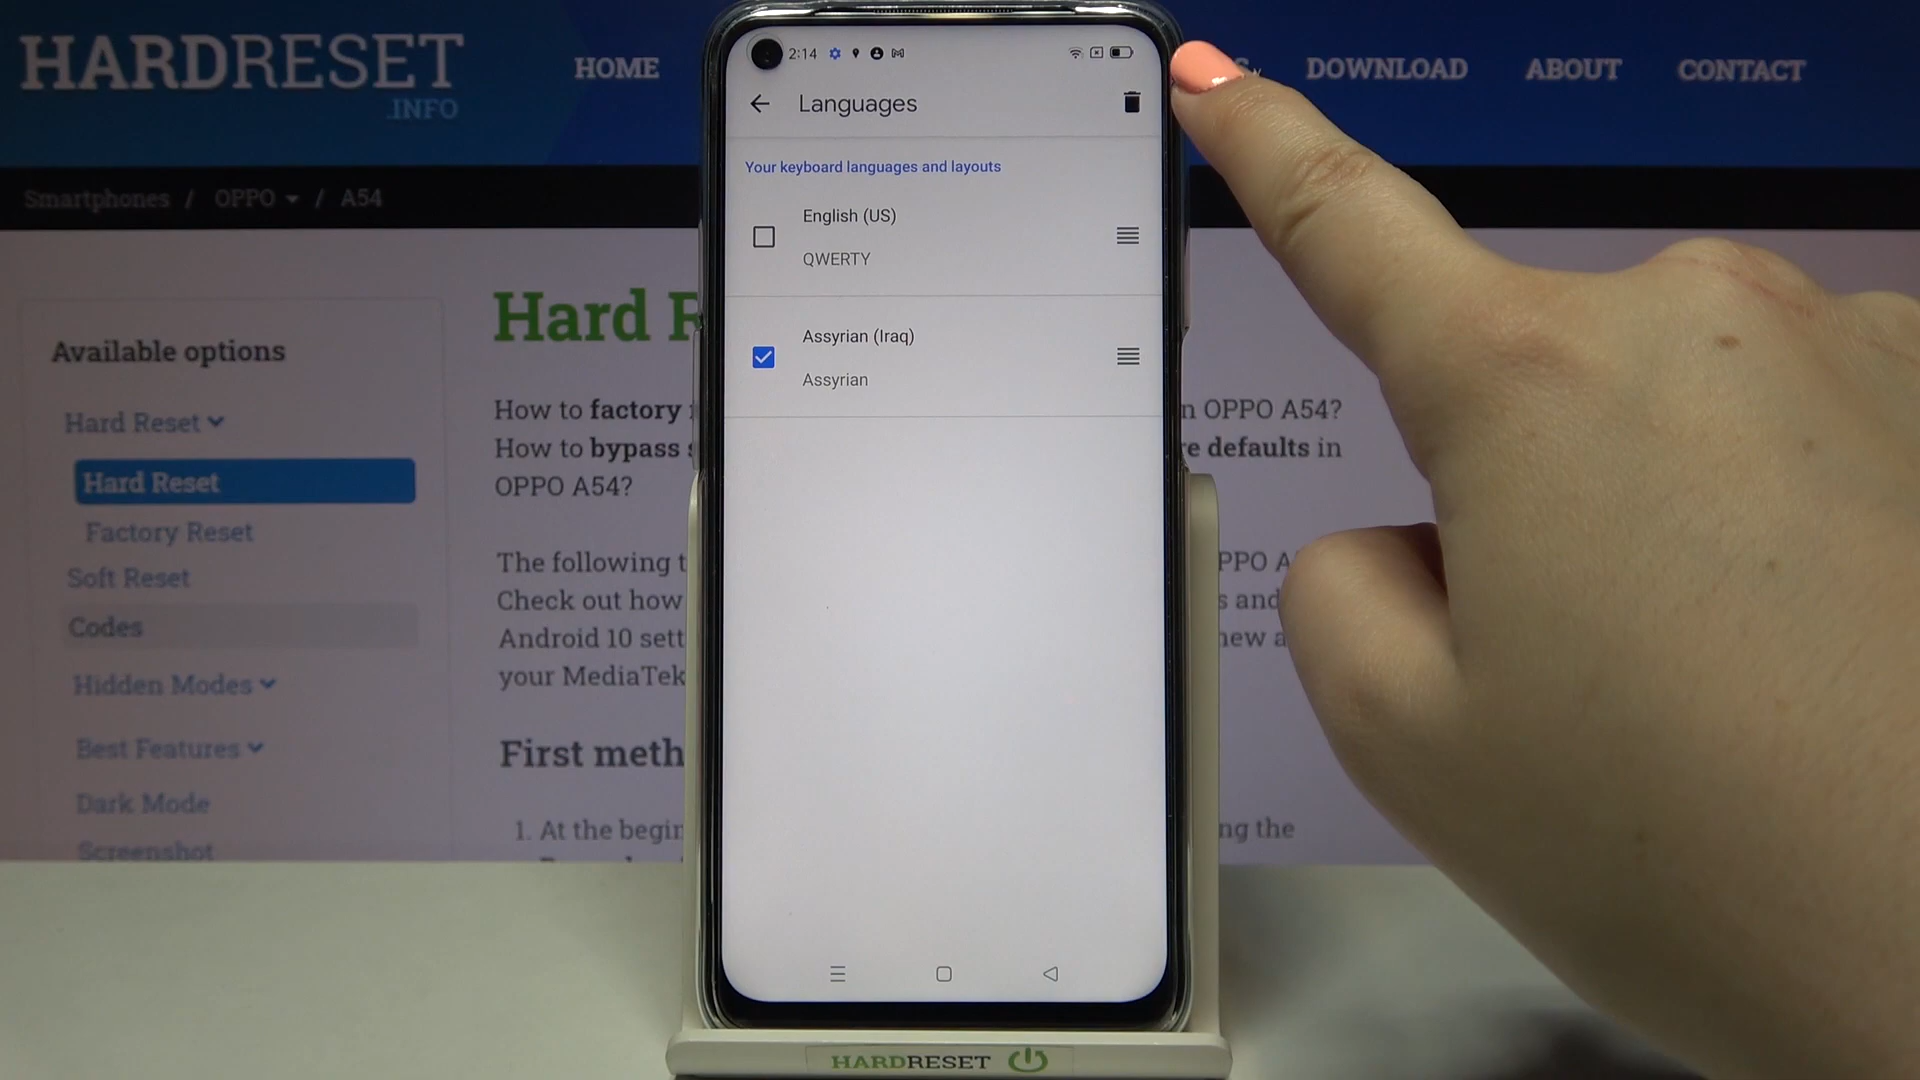 HARDRESET
.INFO
HOME
DOWNLOAD
ABOUT
CONTACT
Smartphones / OPPO / A54
Available options
Hard Reset
Hard Reset
Factory Reset
Soft Reset
Codes
Hidden Modes
Best Features
Dark Mode
Screenshot
Hard R
How to factory
n OPPO A54?
How to bypass s
re defaults in
OPPO A54?
The following t
PPO A
Check out how
s and
Android 10 sett
new a
your MediaTek
First meth
1. At the begin
ng the
2:14
Languages
Your keyboard languages and layouts
English (US)
QWERTY
Assyrian (Iraq)
Assyrian
HARDRESET